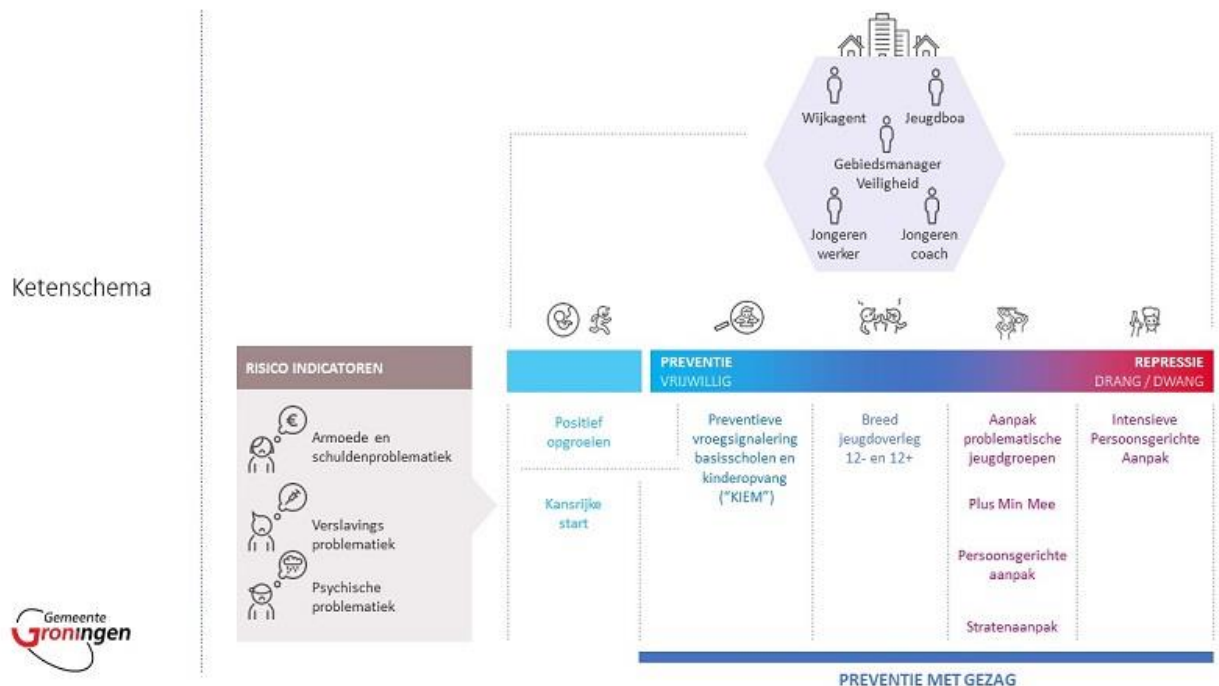 Wijkagent
Jeugdboa
Gebiedsmanager
Veiligheid
Jongeren
werker
Jongeren
coach
Ketenschema
RISICO INDICATOREN
€
Armoede en
schuldenproblematiek
Verslavings
problematiek
Psychische
problematiek
PREVENTIE
VRIJWILLIG
REPRESSIE
DRANG / DWANG
Positief
opgroeien
Kansrijke
start
Preventieve
vroegsignalering
basisscholen en
kinderopvang
("KIEM")
Breed
jeugdoverleg
12- en 12+
Aanpak
problematische
jeugdgroepen
Plus Min Mee
Persoonsgerichte
aanpak
Stratenaanpak
Intensieve
Persoonsgerichte
Aanpak
PREVENTIE MET GEZAG
Gemeente
Groningen